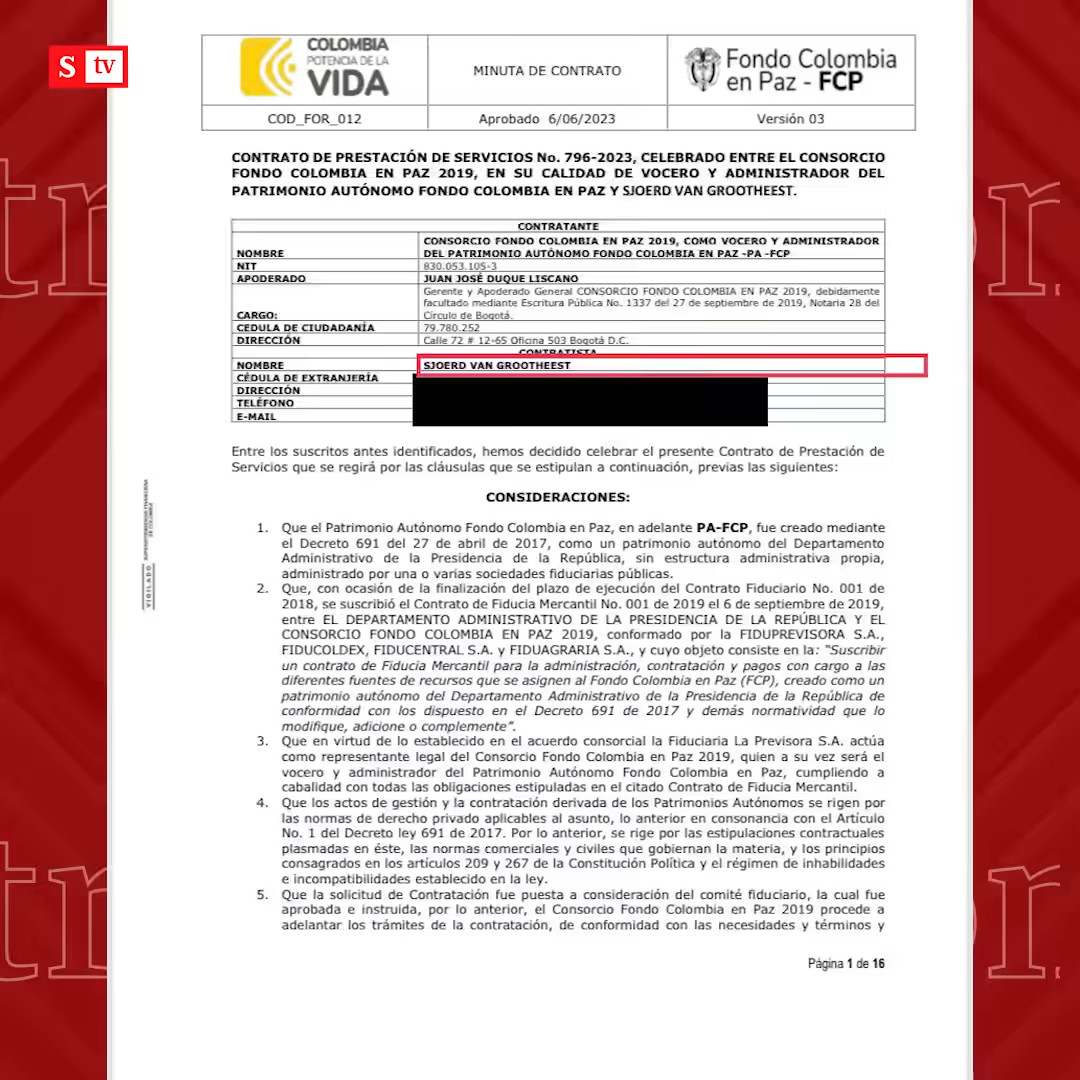 S tv
COLOMBIA
POTENCIA DE LA
VIDA
MINUTA DE CONTRATO
Fondo Colombia
en Paz - FCP
COD_FOR_012
Aprobado 6/06/2023
Versión 03
CONTRATO DE PRESTACIÓN DE SERVICIOS No. 796-2023, CELEBRADO ENTRE EL CONSORCIO
FONDO COLOMBIA EN PAZ 2019, EN SU CALIDAD DE VOCERO Y ADMINISTRADOR DEL
PATRIMONIO AUTÓNOMO FONDO COLOMBIA EN PAZ Y SJOERD VAN GROOTHEEST.
CONTRATANTE
NOMBRE
CONSORCIO FONDO COLOMBIA EN PAZ 2019, COMO VOCERO Y ADMINISTRADOR
DEL PATRIMONIO AUTÓNOMO FONDO COLOMBIA EN PAZ -PA -FCP
NIT
830.053.105-3
APODERADO
JUAN JOSÉ DUQUE LISCANO
CARGO:
Gerente y Apoderado General CONSORCIO FONDO COLOMBIA EN PAZ 2019, debidamente
facultado mediante Escritura Pública No. 1337 del 27 de septiembre de 2019, Notaria 28 del
Círculo de Bogotá.
CEDULA DE CIUDADANÍA
79.780.252
DIRECCIÓN
Calle 72 # 12-65 Oficina 503 Bogotá D.C.
CONTRATISTA
NOMBRE
SJOERD VAN GROOTHEEST
CÉDULA DE EXTRANJERÍA
DIRECCIÓN
TELÉFONO
E-MAIL
Entre los suscritos antes identificados, hemos decidido celebrar el presente Contrato de Prestación de
Servicios que se regirá por las cláusulas que se estipulan a continuación, previas las siguientes:
CONSIDERACIONES:
1. Que el Patrimonio Autónomo Fondo Colombia en Paz, en adelante PA-FCP, fue creado mediante
el Decreto 691 del 27 de abril de 2017, como un patrimonio autónomo del Departamento
Administrativo de la Presidencia de la República, sin estructura administrativa propia,
administrado por una o varias sociedades fiduciarias públicas.
2. Que, con ocasión de la finalización del plazo de ejecución del Contrato Fiduciario No. 001 de
2018, se suscribió el Contrato de Fiducia Mercantil No. 001 de 2019 el 6 de septiembre de 2019,
entre EL DEPARTAMENTO ADMINISTRATIVO DE LA PRESIDENCIA DE LA REPÚBLICA Y EL
CONSORCIO FONDO COLOMBIA EN PAZ 2019, conformado por la FIDUPREVISORA S.A.,
FIDUCOLDEX, FIDUCENTRAL S.A. y FIDUAGRARIA S.A., y cuyo objeto consiste en la: "Suscribir
un contrato de Fiducia Mercantil para la administración, contratación y pagos con cargo a las
diferentes fuentes de recursos que se asignen al Fondo Colombia en Paz (FCP), creado como un
patrimonio autónomo del Departamento Administrativo de la Presidencia de la República de
conformidad con los dispuesto en el Decreto 691 de 2017 y demás normatividad que lo
modifique, adicione o complemente".
3. Que en virtud de lo establecido en el acuerdo consorcial la Fiduciaria La Previsora S.A. actúa
como representante legal del Consorcio Fondo Colombia en Paz 2019, quien a su vez será el
vocero y administrador del Patrimonio Autónomo Fondo Colombia en Paz, cumpliendo a
cabalidad con todas las obligaciones estipuladas en el citado Contrato de Fiducia Mercantil.
4. Que los actos de gestión y la contratación derivada de los Patrimonios Autónomos se rigen por
las normas de derecho privado aplicables al asunto, lo anterior en consonancia con el Artículo
No. 1 del Decreto ley 691 de 2017. Por lo anterior, se rige por las estipulaciones contractuales
plasmadas en éste, las normas comerciales y civiles que gobiernan la materia, y los principios
consagrados en los artículos 209 y 267 de la Constitución Política y el régimen de inhabilidades
e incompatibilidades establecido en la ley.
5. Que la solicitud de Contratación fue puesta a consideración del comité fiduciario, la cual fue
aprobada e instruida, por lo anterior, el Consorcio Fondo Colombia en Paz 2019 procede a
adelantar los trámites de la contratación, de conformidad con las necesidades y términos y
Página 1 de 16
VIGILADO
SUPERINTENDENCIA FINANCIERA
DE COLOMBIA